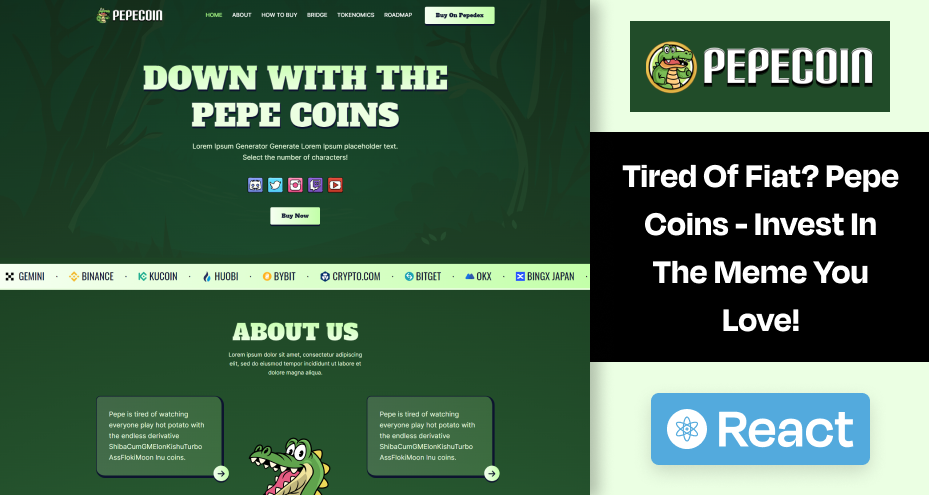 PEPECOIN
HOME ABOUT HOW TO BUY BRIDGE TOKENOMICS ROADMAP Buy On Pepedex
DOWN WITH THE
PEPE COINS
Lorem Ipsum Generator Generate Lorem Ipsum placeholder text.
Select the number of characters!
Buy Now
GEMINI · BINANCE · KUCOIN · HUOBI · BYBIT · CRYPTO.COM · BITGET · OKX · BINGX JAPAN ·
ABOUT US
Lorem ipsum dolor sit amet, consectetur adipiscing
elit, sed do eiusmod tempor incididunt ut labore et
dolore magna aliqua.
Pepe is tired of watching
everyone play hot potato with
the endless derivative
ShibaCumGMElonKishuTurbo
AssFlokiMoon Inu coins.
Pepe is tired of watching
everyone play hot potato with
the endless derivative
ShibaCumGMElonKishuTurbo
AssFlokiMoon Inu coins.
PEPECOIN
Tired Of Fiat? Pepe
Coins - Invest In
The Meme You
Love!
React